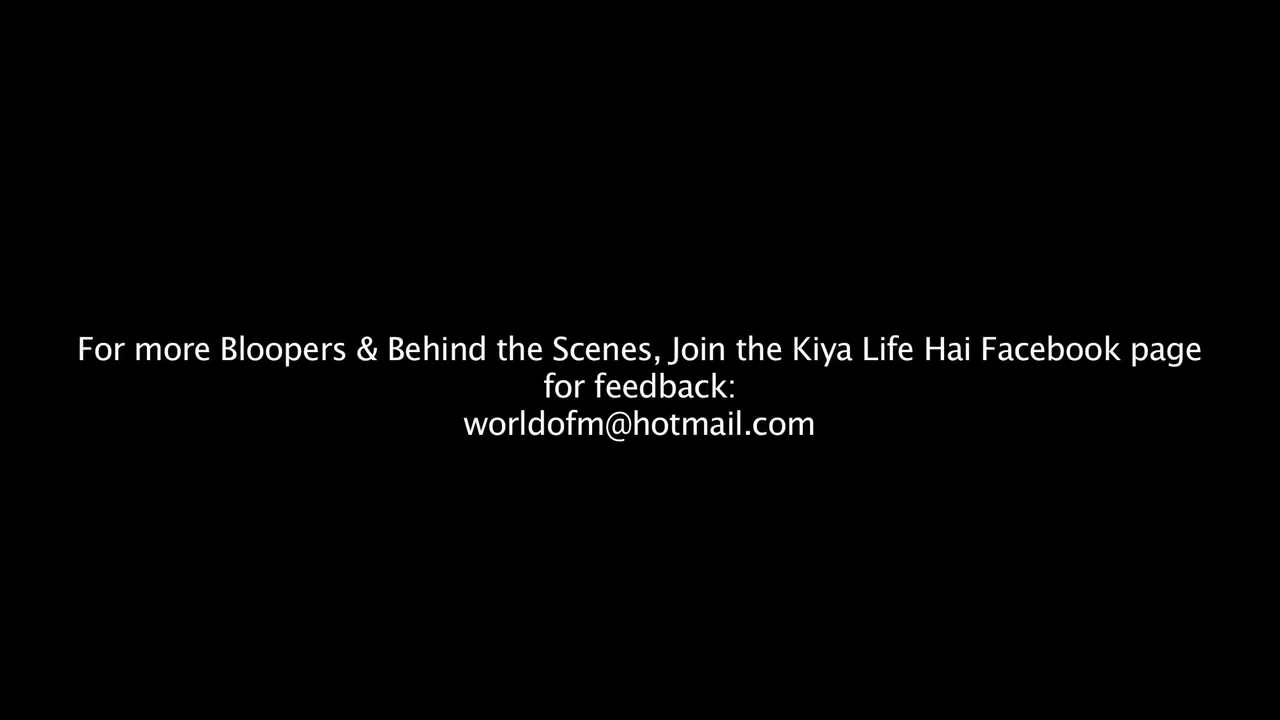 For more Bloopers & Behind the Scenes, Join the Kiya Life Hai Facebook page
for feedback:
worldofm@hotmail.com